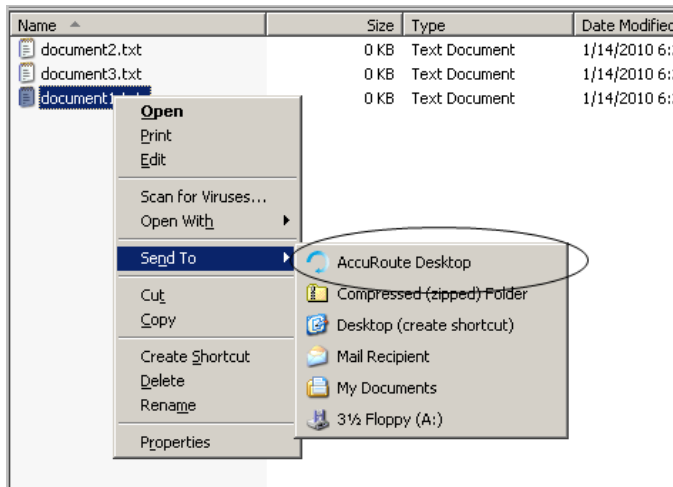 Name Size Type Date Modified
document2.txt 0 KB Text Document 1/14/2010 6:
document3.txt 0 KB Text Document 1/14/2010 6:
document1.txt 0 KB Text Document 1/14/2010 6:
Open
Print
Edit
Scan for Viruses...
Open With
Send To
Cut
Copy
Create Shortcut
Delete
Rename
Properties
AccuRoute Desktop
Compressed (zipped) Folder
Desktop (create shortcut)
Mail Recipient
My Documents
3½ Floppy (A:)